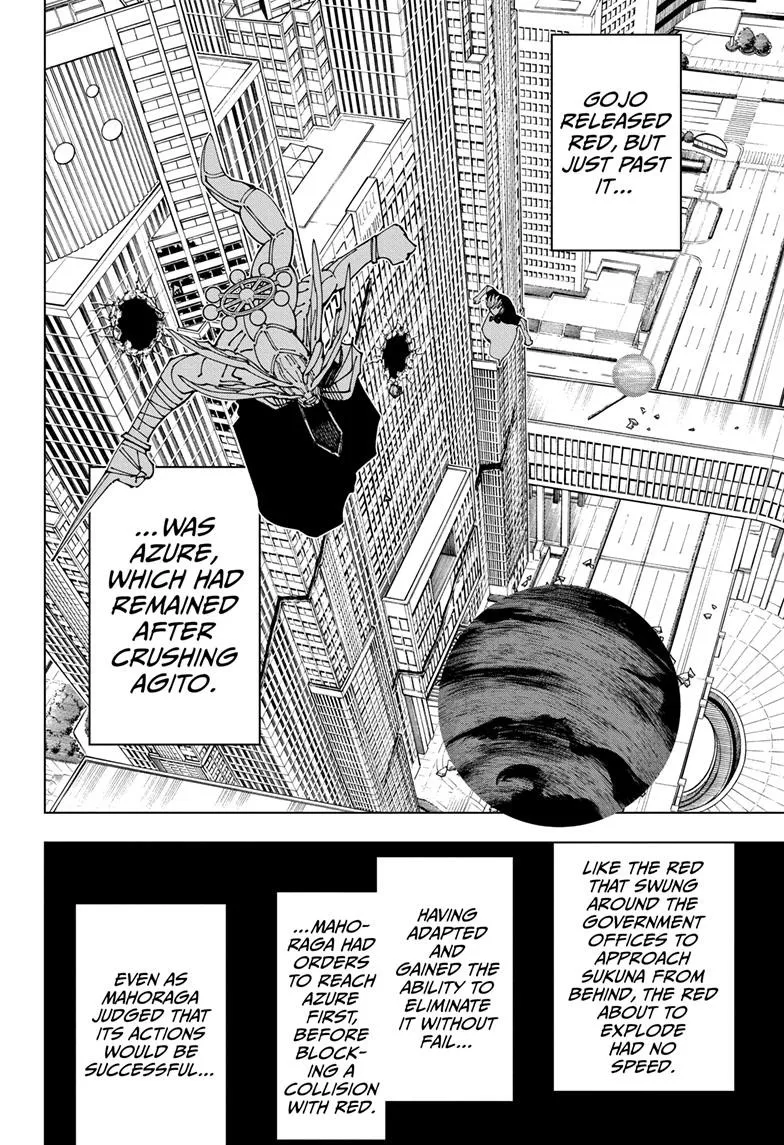 GOJO
RELEASED
RED, BUT
JUST PAST
IT...
...WAS
AZURE,
WHICH HAD
REMAINED
AFTER
CRUSHING
AGITO.
LIKE THE RED
THAT SWUNG
AROUND THE
GOVERNMENT
OFFICES TO
APPROACH
SUKUNA FROM
BEHIND, THE RED
ABOUT TO
EXPLODE
HAD NO
SPEED.
HAVING
ADAPTED
AND
GAINED THE
ABILITY TO
ELIMINATE
IT WITHOUT
FAIL...
...MAHO-
RAGA HAD
ORDERS
TO REACH
AZURE
FIRST,
BEFORE
BLOCK-
ING A
COLLISION
WITH RED.
EVEN AS
MAHORAGA
JUDGED THAT
ITS ACTIONS
WOULD BE
SUCCESSFUL...